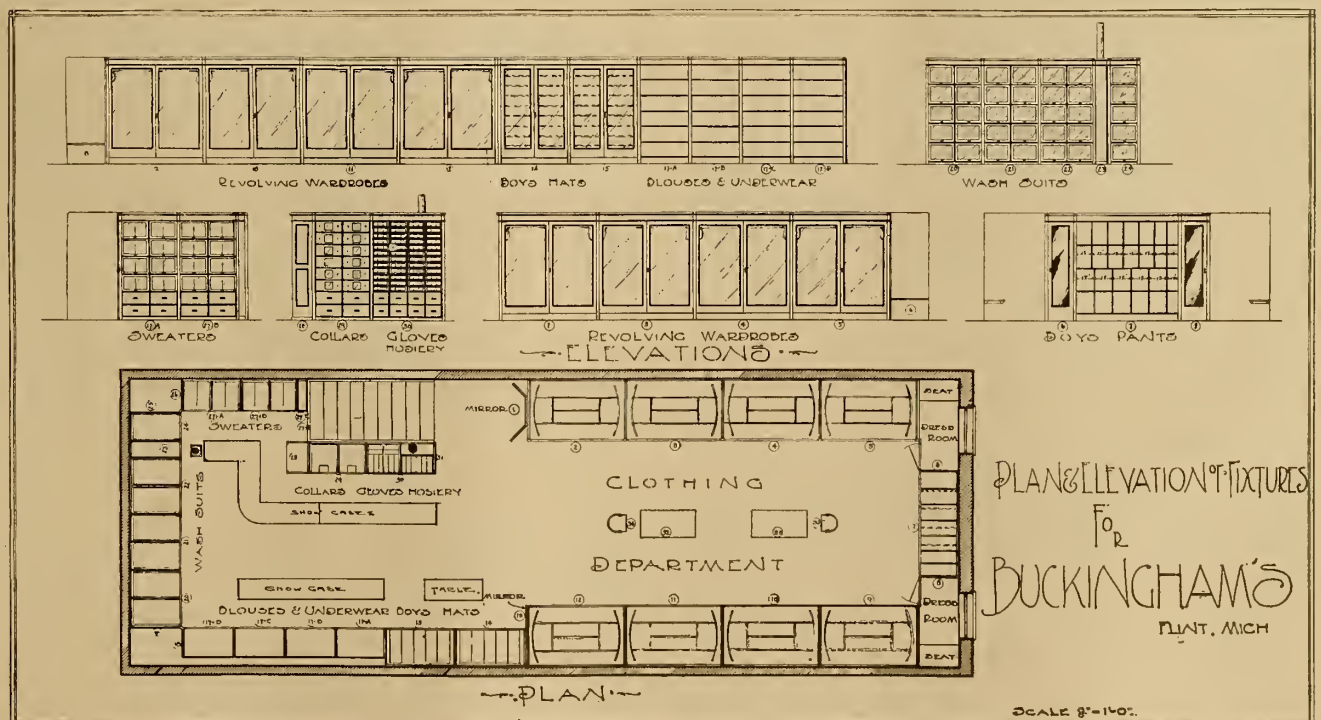 REVOLVING WARDROBES
BOYS HATS
BLOUSES & UNDERWEAR
WASH SUITS
SWEATERS
COLLARS GLOVES
HOSIERY
REVOLVING WARDROBES
BOYS PANTS
ELEVATIONS
MIRROR 1
SEAT
DRESS
ROOM
SWEATERS
COLLARS GLOVES HOSIERY
SHOW CASES
WASH SUITS
CLOTHING
DEPARTMENT
SHOW CASE
TABLE
MIRROR
BLOUSES & UNDERWEAR BOYS HATS
DRESS
ROOM
SEAT
PLAN
PLAN & ELEVATION OF FIXTURES
FOR
BUCKINGHAM'S
FLINT, MICH
SCALE